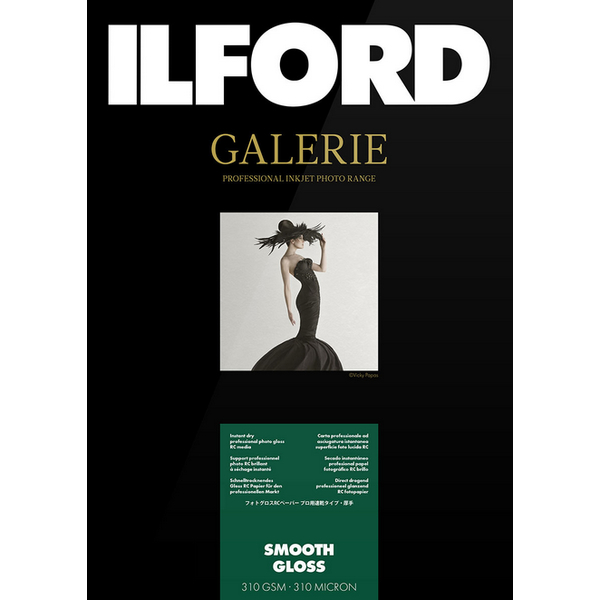 ILFORD
GALERIE
PROFESSIONAL INKJET PHOTO RANGE
©Vicky Papas
Instant dry
professional photo gloss
RC media
Support professionnel
photo RC brillant
à séchage instanté
Schnelltrocknendes
Gloss RC Papier für den
professionellen Markt
Carta professionale ad
asciugatura istantanea
superficie foto lucida RC
Secado instantáneo
profesional papel
fotográfico RC brillo
Direct drogend
professioneel glanzend
RC fotopapier
フォトグロスRCペーパー プロ用速乾タイプ・厚手
SMOOTH
GLOSS
310 GSM · 310 MICRON